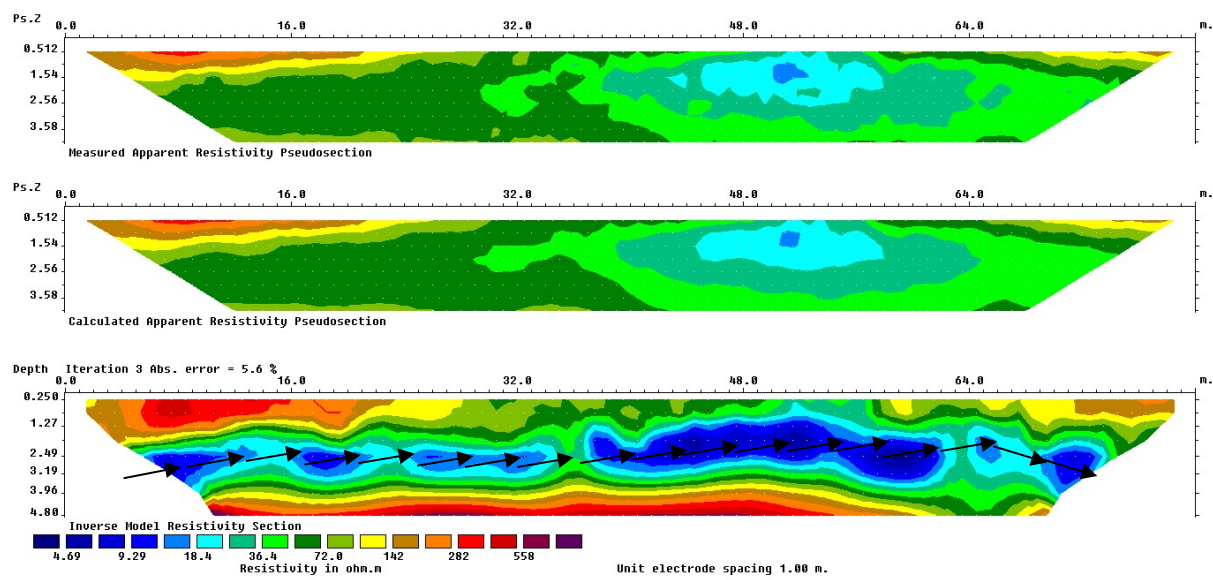 Ps.Z
0.0 16.0 32.0 48.0 64.0 m.
0.512
1.54
2.56
3.58
Measured Apparent Resistivity Pseudosection
Ps.Z
0.0 16.0 32.0 48.0 64.0 m.
0.512
1.54
2.56
3.58
Calculated Apparent Resistivity Pseudosection
Depth Iteration 3 Abs. error = 5.6 %
0.0 16.0 32.0 48.0 64.0 m.
0.250
1.27
2.49
3.19
3.96
4.80
Inverse Model Resistivity Section
4.69 9.29 18.4 36.4 72.0 142 282 558
Resistivity in ohm.m Unit electrode spacing 1.00 m.